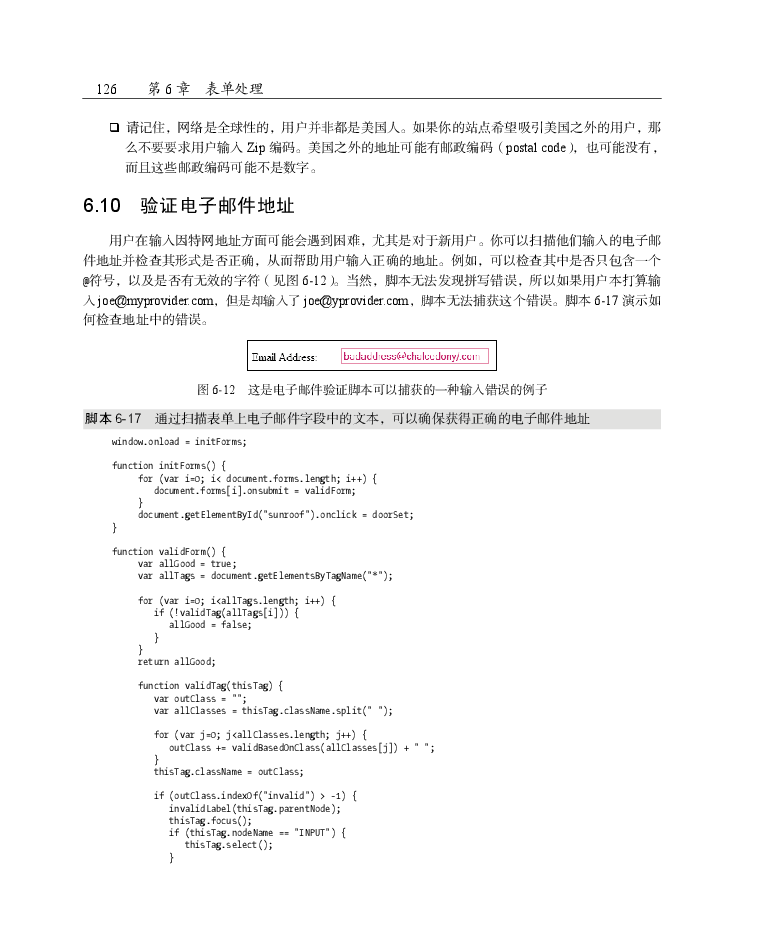 126 第 6 章 表单处理
❑ 请记住，网络是全球性的，用户并非都是美国人。如果你的站点希望吸引美国之外的用户，那
么不要要求用户输入 Zip 编码。美国之外的地址可能有邮政编码（postal code），也可能没有，
而且这些邮政编码可能不是数字。
6.10 验证电子邮件地址
用户在输入因特网地址方面可能会遇到困难，尤其是对于新用户。你可以扫描他们输入的电子邮
件地址并检查其形式是否正确，从而帮助用户输入正确的地址。例如，可以检查其中是否只包含一个
@符号，以及是否有无效的字符（见图 6-12）。当然，脚本无法发现拼写错误，所以如果用户本打算输
入 joe@myprovider.com，但是却输入了 joe@yprovider.com，脚本无法捕获这个错误。脚本 6-17 演示如
何检查地址中的错误。
Email Address: badaddress@chalcedony/.com
图 6-12 这是电子邮件验证脚本可以捕获的一种输入错误的例子
脚本 6-17 通过扫描表单上电子邮件字段中的文本，可以确保获得正确的电子邮件地址
window.onload = initForms;
function initForms() {
for (var i=0; i< document.forms.length; i++) {
document.forms[i].onsubmit = validForm;
}
document.getElementById("sunroof").onclick = doorSet;
}
function validForm() {
var allGood = true;
var allTags = document.getElementsByTagName("*");
for (var i=0; i<allTags.length; i++) {
if (!validTag(allTags[i])) {
allGood = false;
}
}
return allGood;
function validTag(thisTag) {
var outClass = "";
var allClasses = thisTag.className.split(" ");
for (var j=0; j<allClasses.length; j++) {
outClass += validBasedOnClass(allClasses[j]) + " ";
}
thisTag.className = outClass;
if (outClass.indexOf("invalid") > -1) {
invalidLabel(thisTag.parentNode);
thisTag.focus();
if (thisTag.nodeName == "INPUT") {
thisTag.select();
}